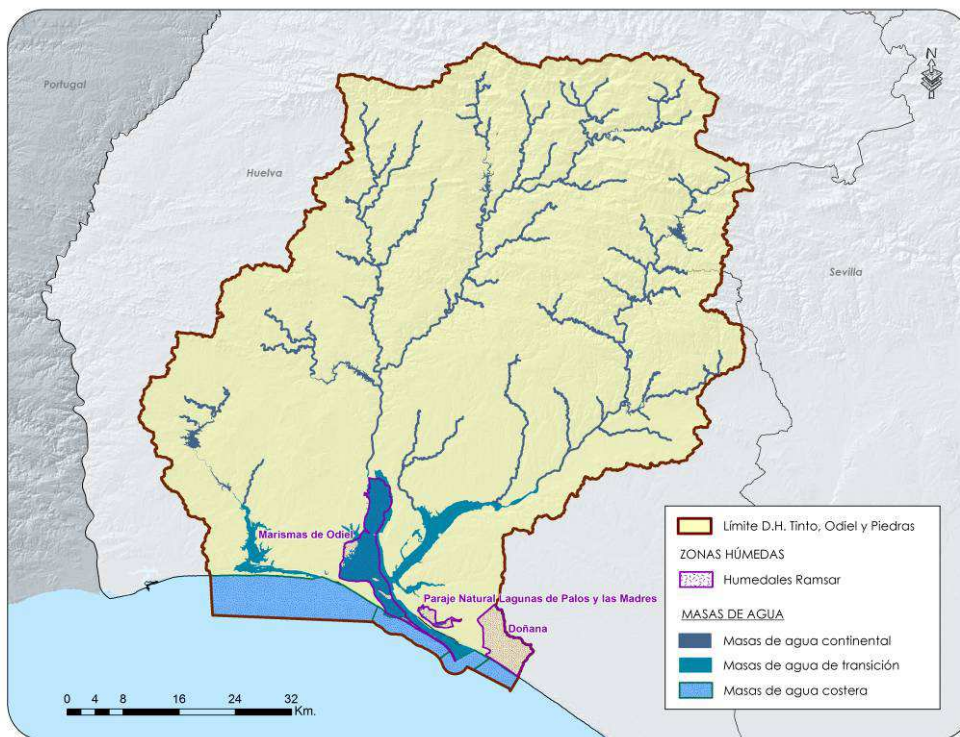 Portugal
N
Huelva
Sevilla
Marismas de Odiel
Paraje Natural Lagunas de Palos y las Madres
Doñana
Límite D.H. Tinto, Odiel y Piedras
ZONAS HÚMEDAS
Humedales Ramsar
MASAS DE AGUA
Masas de agua continental
Masas de agua de transición
Masas de agua costera
0 4 8 16 24 32
Km.